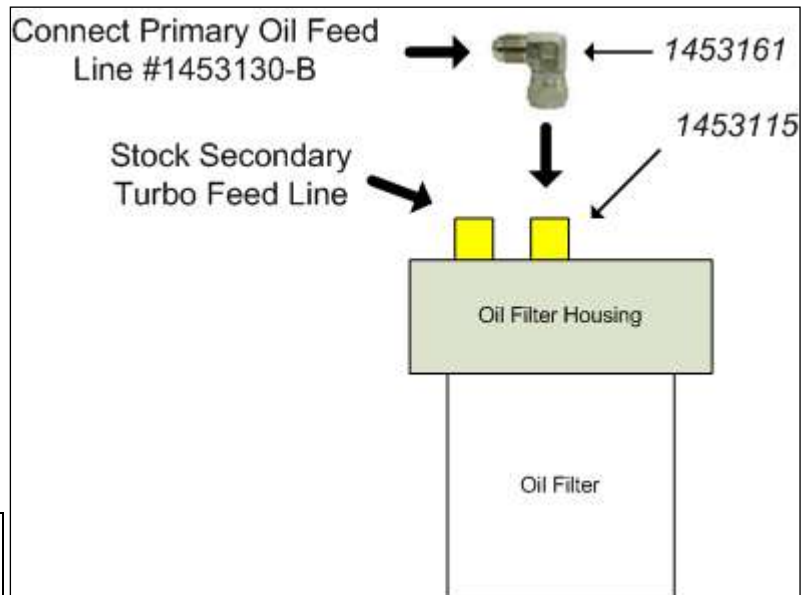 Connect Primary Oil Feed
Line #1453130-B
1453161
1453115
Stock Secondary
Turbo Feed Line
Oil Filter Housing
Oil Filter